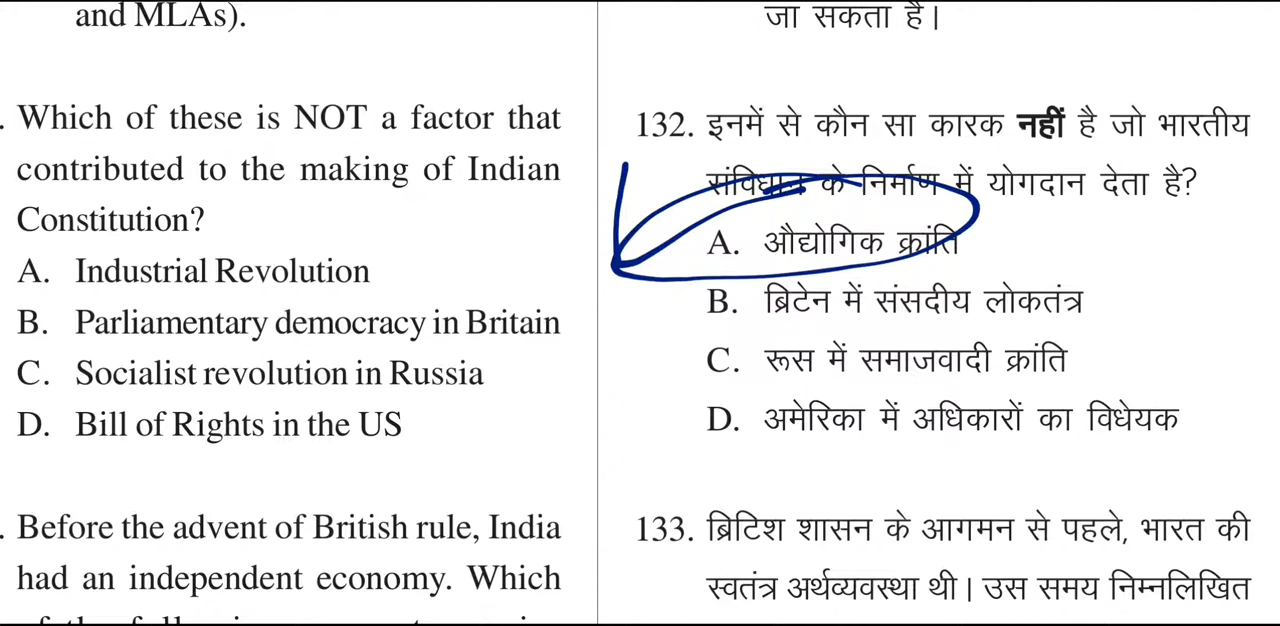 and MLAs).
. Which of these is NOT a factor that
contributed to the making of Indian
Constitution?
A. Industrial Revolution
B. Parliamentary democracy in Britain
C. Socialist revolution in Russia
D. Bill of Rights in the US
. Before the advent of British rule, India
had an independent economy. Which
जा सकता है।
132. इनमें से कौन सा कारक नहीं है जो भारतीय
संविधान के निर्माण में योगदान देता है?
A. औद्योगिक क्रांति
B. ब्रिटेन में संसदीय लोकतंत्र
C. रूस में समाजवादी क्रांति
D. अमेरिका में अधिकारों का विधेयक
133. ब्रिटिश शासन के आगमन से पहले, भारत की
स्वतंत्र अर्थव्यवस्था थी। उस समय निम्नलिखित